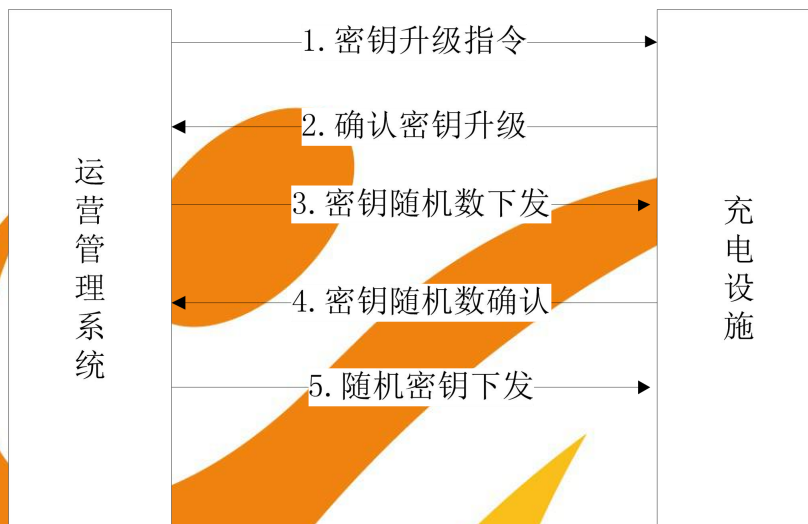 1.密钥升级指令
2.确认密钥升级
3.密钥随机数下发
4.密钥随机数确认
5.随机密钥下发
运营管理系统
充电设施